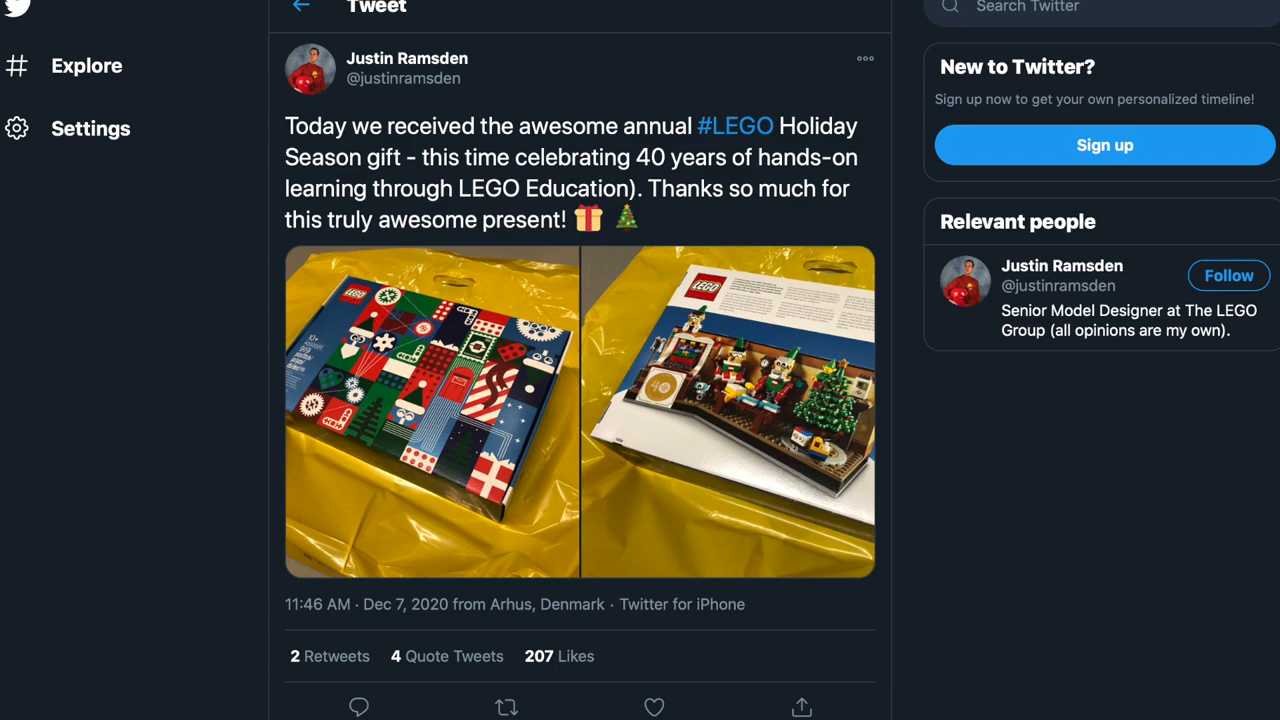 Tweet
Search Twitter
Explore
Settings
Justin Ramsden
@justinramsden
Today we received the awesome annual #LEGO Holiday
Season gift - this time celebrating 40 years of hands-on
learning through LEGO Education). Thanks so much for
this truly awesome present! 🎁 🎄
LEGO
10+
LEGO
40
11:46 AM · Dec 7, 2020 from Arhus, Denmark · Twitter for iPhone
2 Retweets 4 Quote Tweets 207 Likes
New to Twitter?
Sign up now to get your own personalized timeline!
Sign up
Relevant people
Justin Ramsden
@justinramsden
Follow
Senior Model Designer at The LEGO
Group (all opinions are my own).